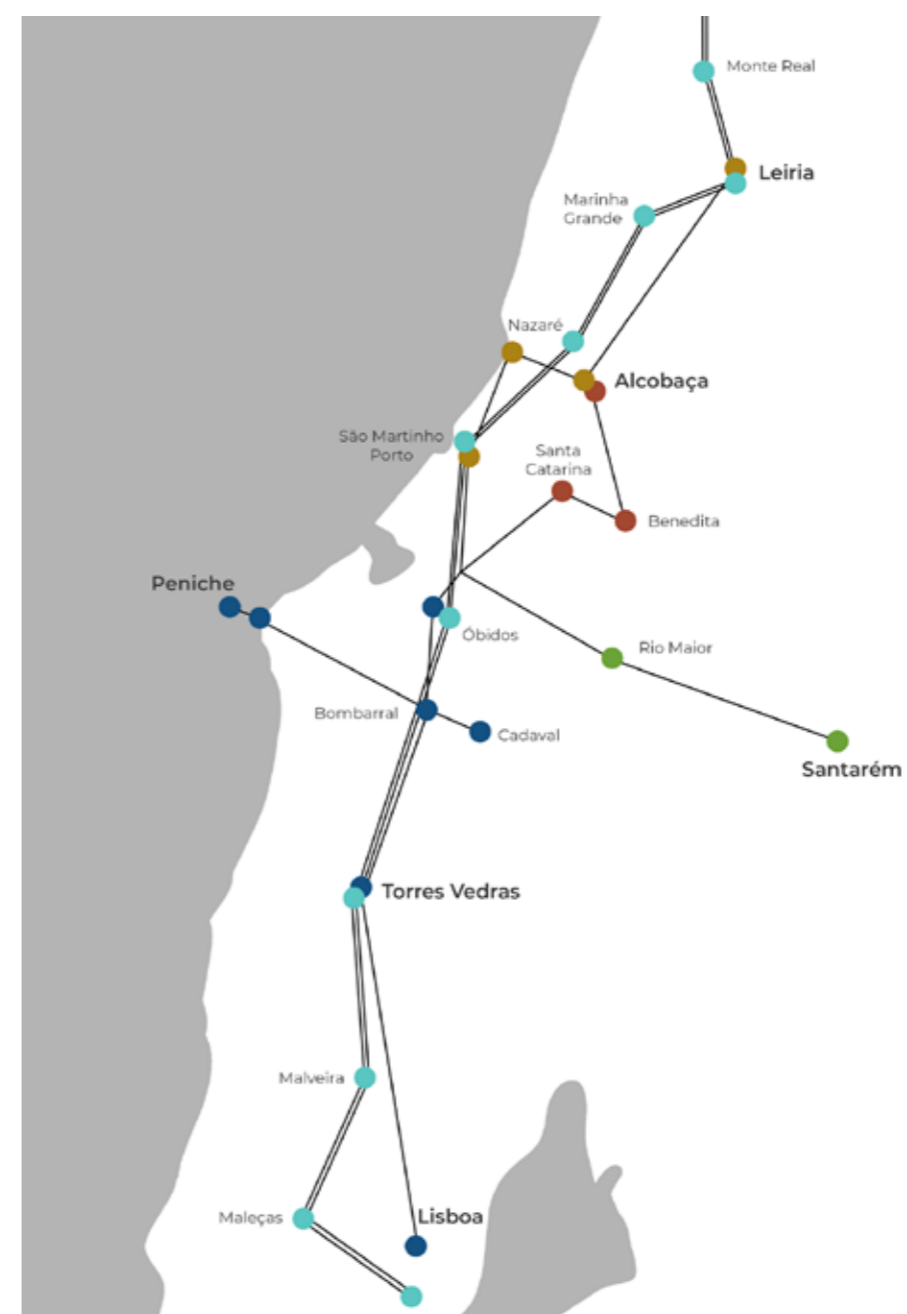 Monte Real
Leiria
Marinha
Grande
Nazaré
Alcobaça
São Martinho
Porto
Santa
Catarina
Benedita
Peniche
Óbidos
Rio Maior
Bombarral
Cadaval
Santarém
Torres Vedras
Malveira
Maleças
Lisboa